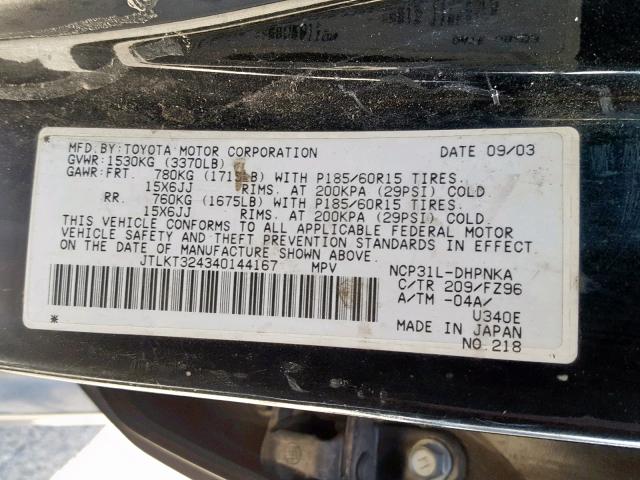 MFD.BY:TOYOTA MOTOR CORPORATION DATE 09/03
GVWR:1530KG (3370LB)
GAWR:FRT. 780KG (1719LB) WITH P185/60R15 TIRES.
15X6JJ RIMS. AT 200KPA (29PSI) COLD
RR. 760KG (1675LB) WITH P185/60R15 TIRES.
15X6JJ RIMS. AT 200KPA (29PSI) COLD.
THIS VEHICLE CONFORMS TO ALL APPLICABLE FEDERAL MOTOR
VEHICLE SAFETY AND THEFT PREVENTION STANDARDS IN EFFECT
ON THE DATE OF MANUFACTURE SHOWN ABOVE.
JTLKT324340144167 MPV NCP31L-DHPNKA
C/TR 209/FZ96
A/TM -04A/
U340E
MADE IN JAPAN
NO.218